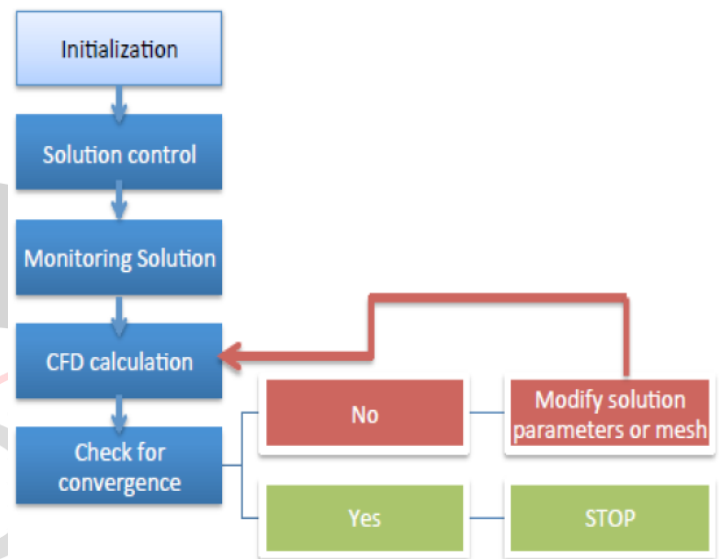 Initialization
Solution control
Monitoring Solution
CFD calculation
Check for
convergence
No
Modify solution
parameters or mesh
Yes
STOP